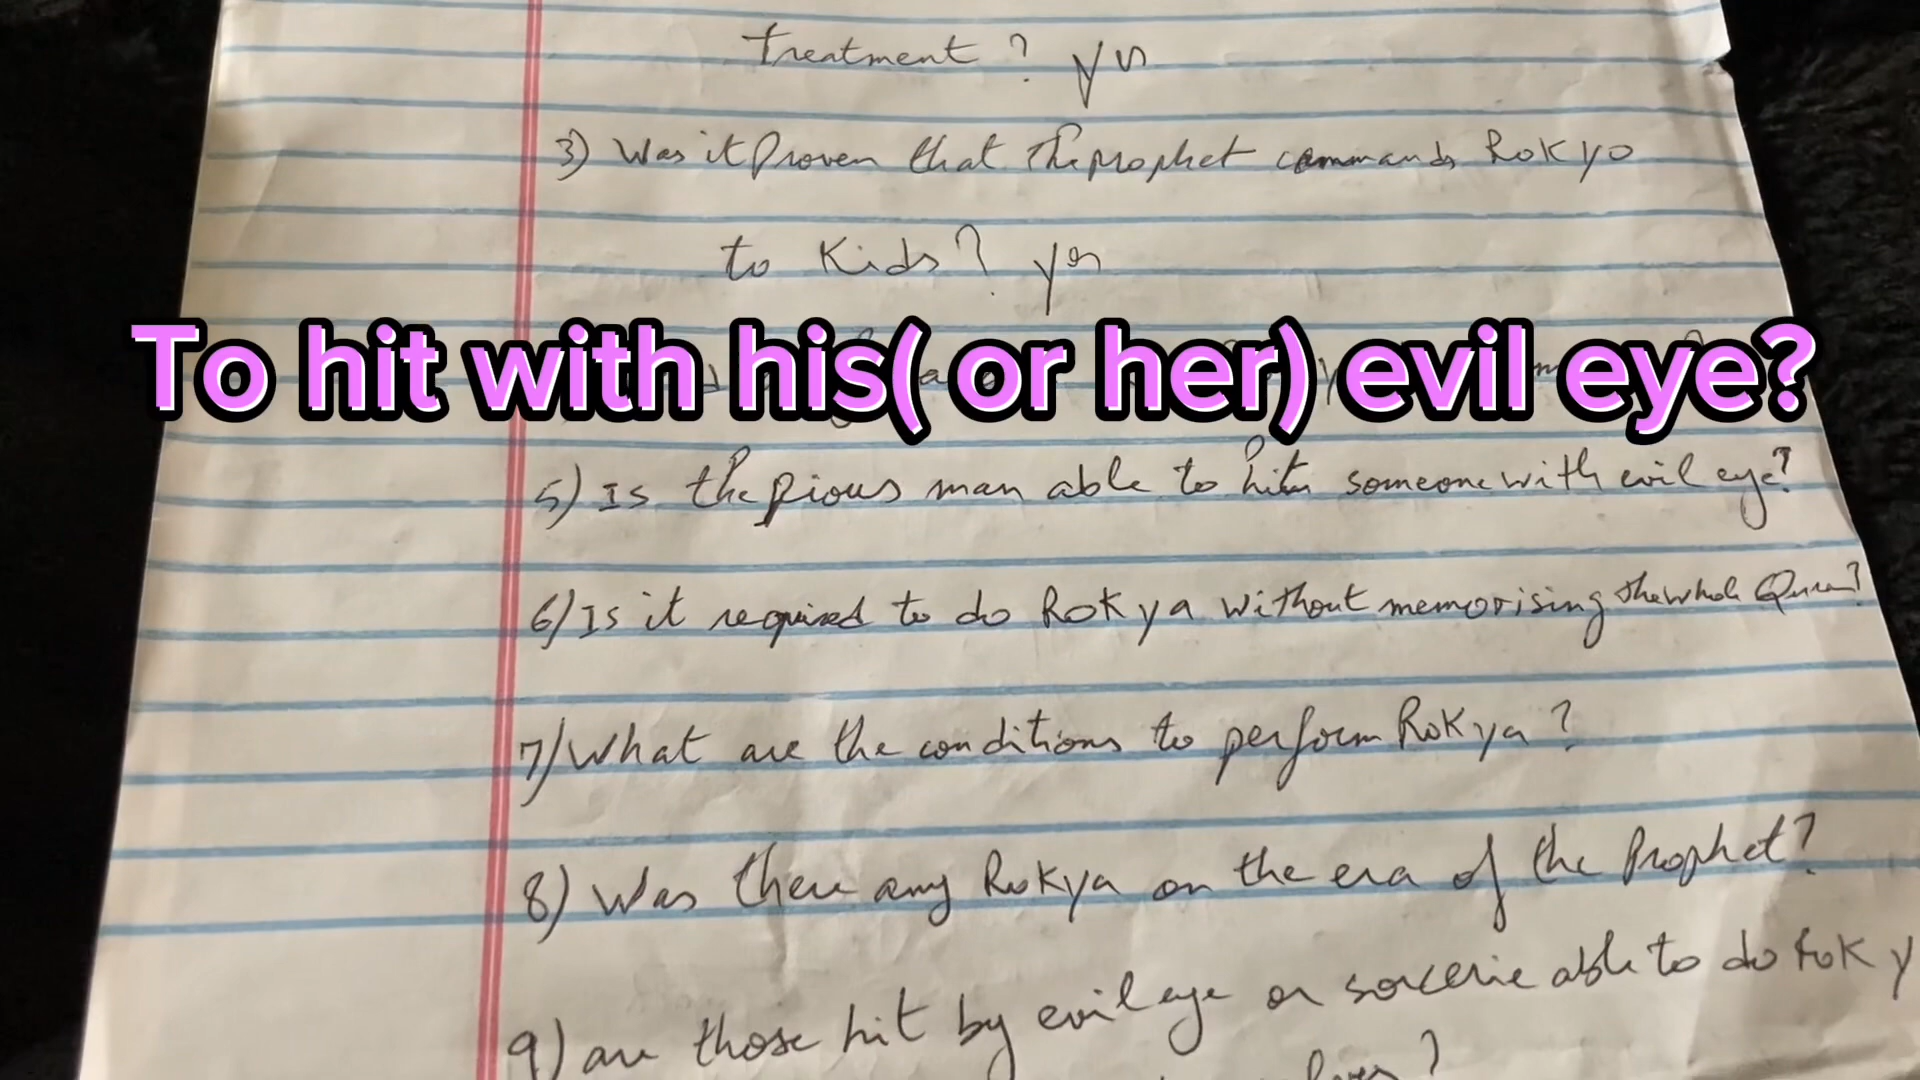 Treatment? yes
3) Was it Proven that the prophet commands Rokya
to Kids? yes
To hit with his( or her) evil eye?
5) Is the pious man able to hit someone with evil eye?
6) Is it required to do Rokya without memorising the whole Quran?
7) What are the conditions to perform Rokya?
8) Was there any Rokya on the era of the Prophet?
9) are those hit by evil eye or sorcerie able to do Roky